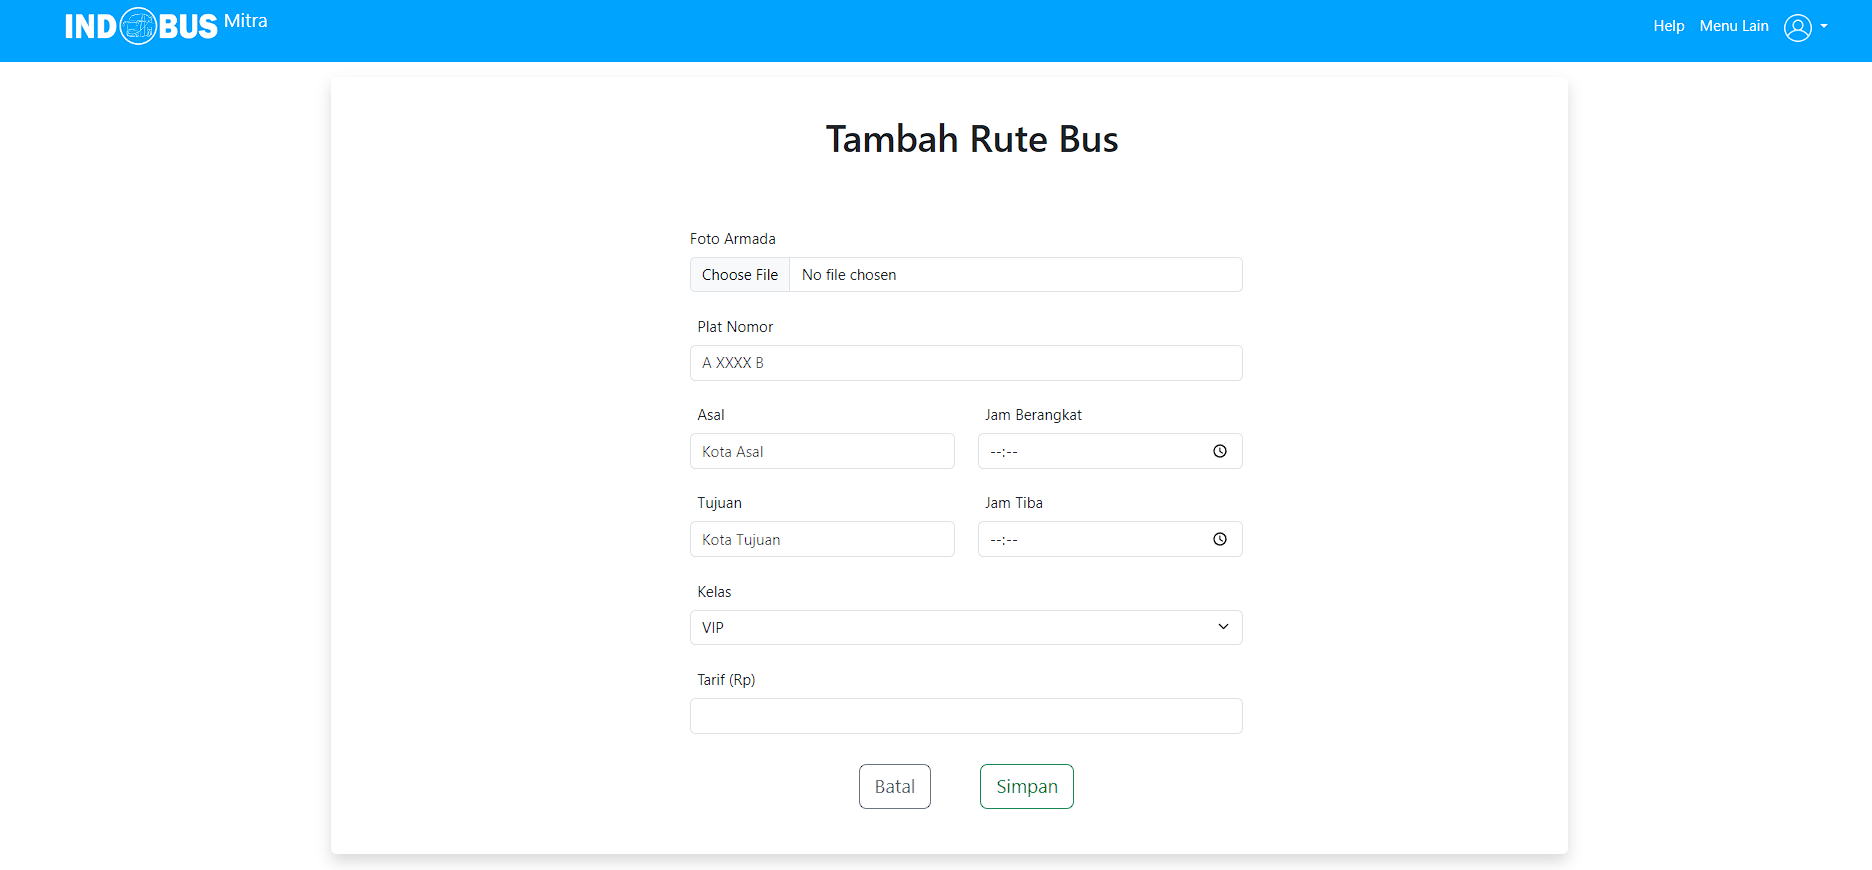 INDOBUS Mitra
Help Menu Lain
Tambah Rute Bus
Foto Armada
Choose File No file chosen
Plat Nomor
A XXXX B
Asal Jam Berangkat
Kota Asal --:--
Tujuan Jam Tiba
Kota Tujuan --:--
Kelas
VIP
Tarif (Rp)
Batal Simpan